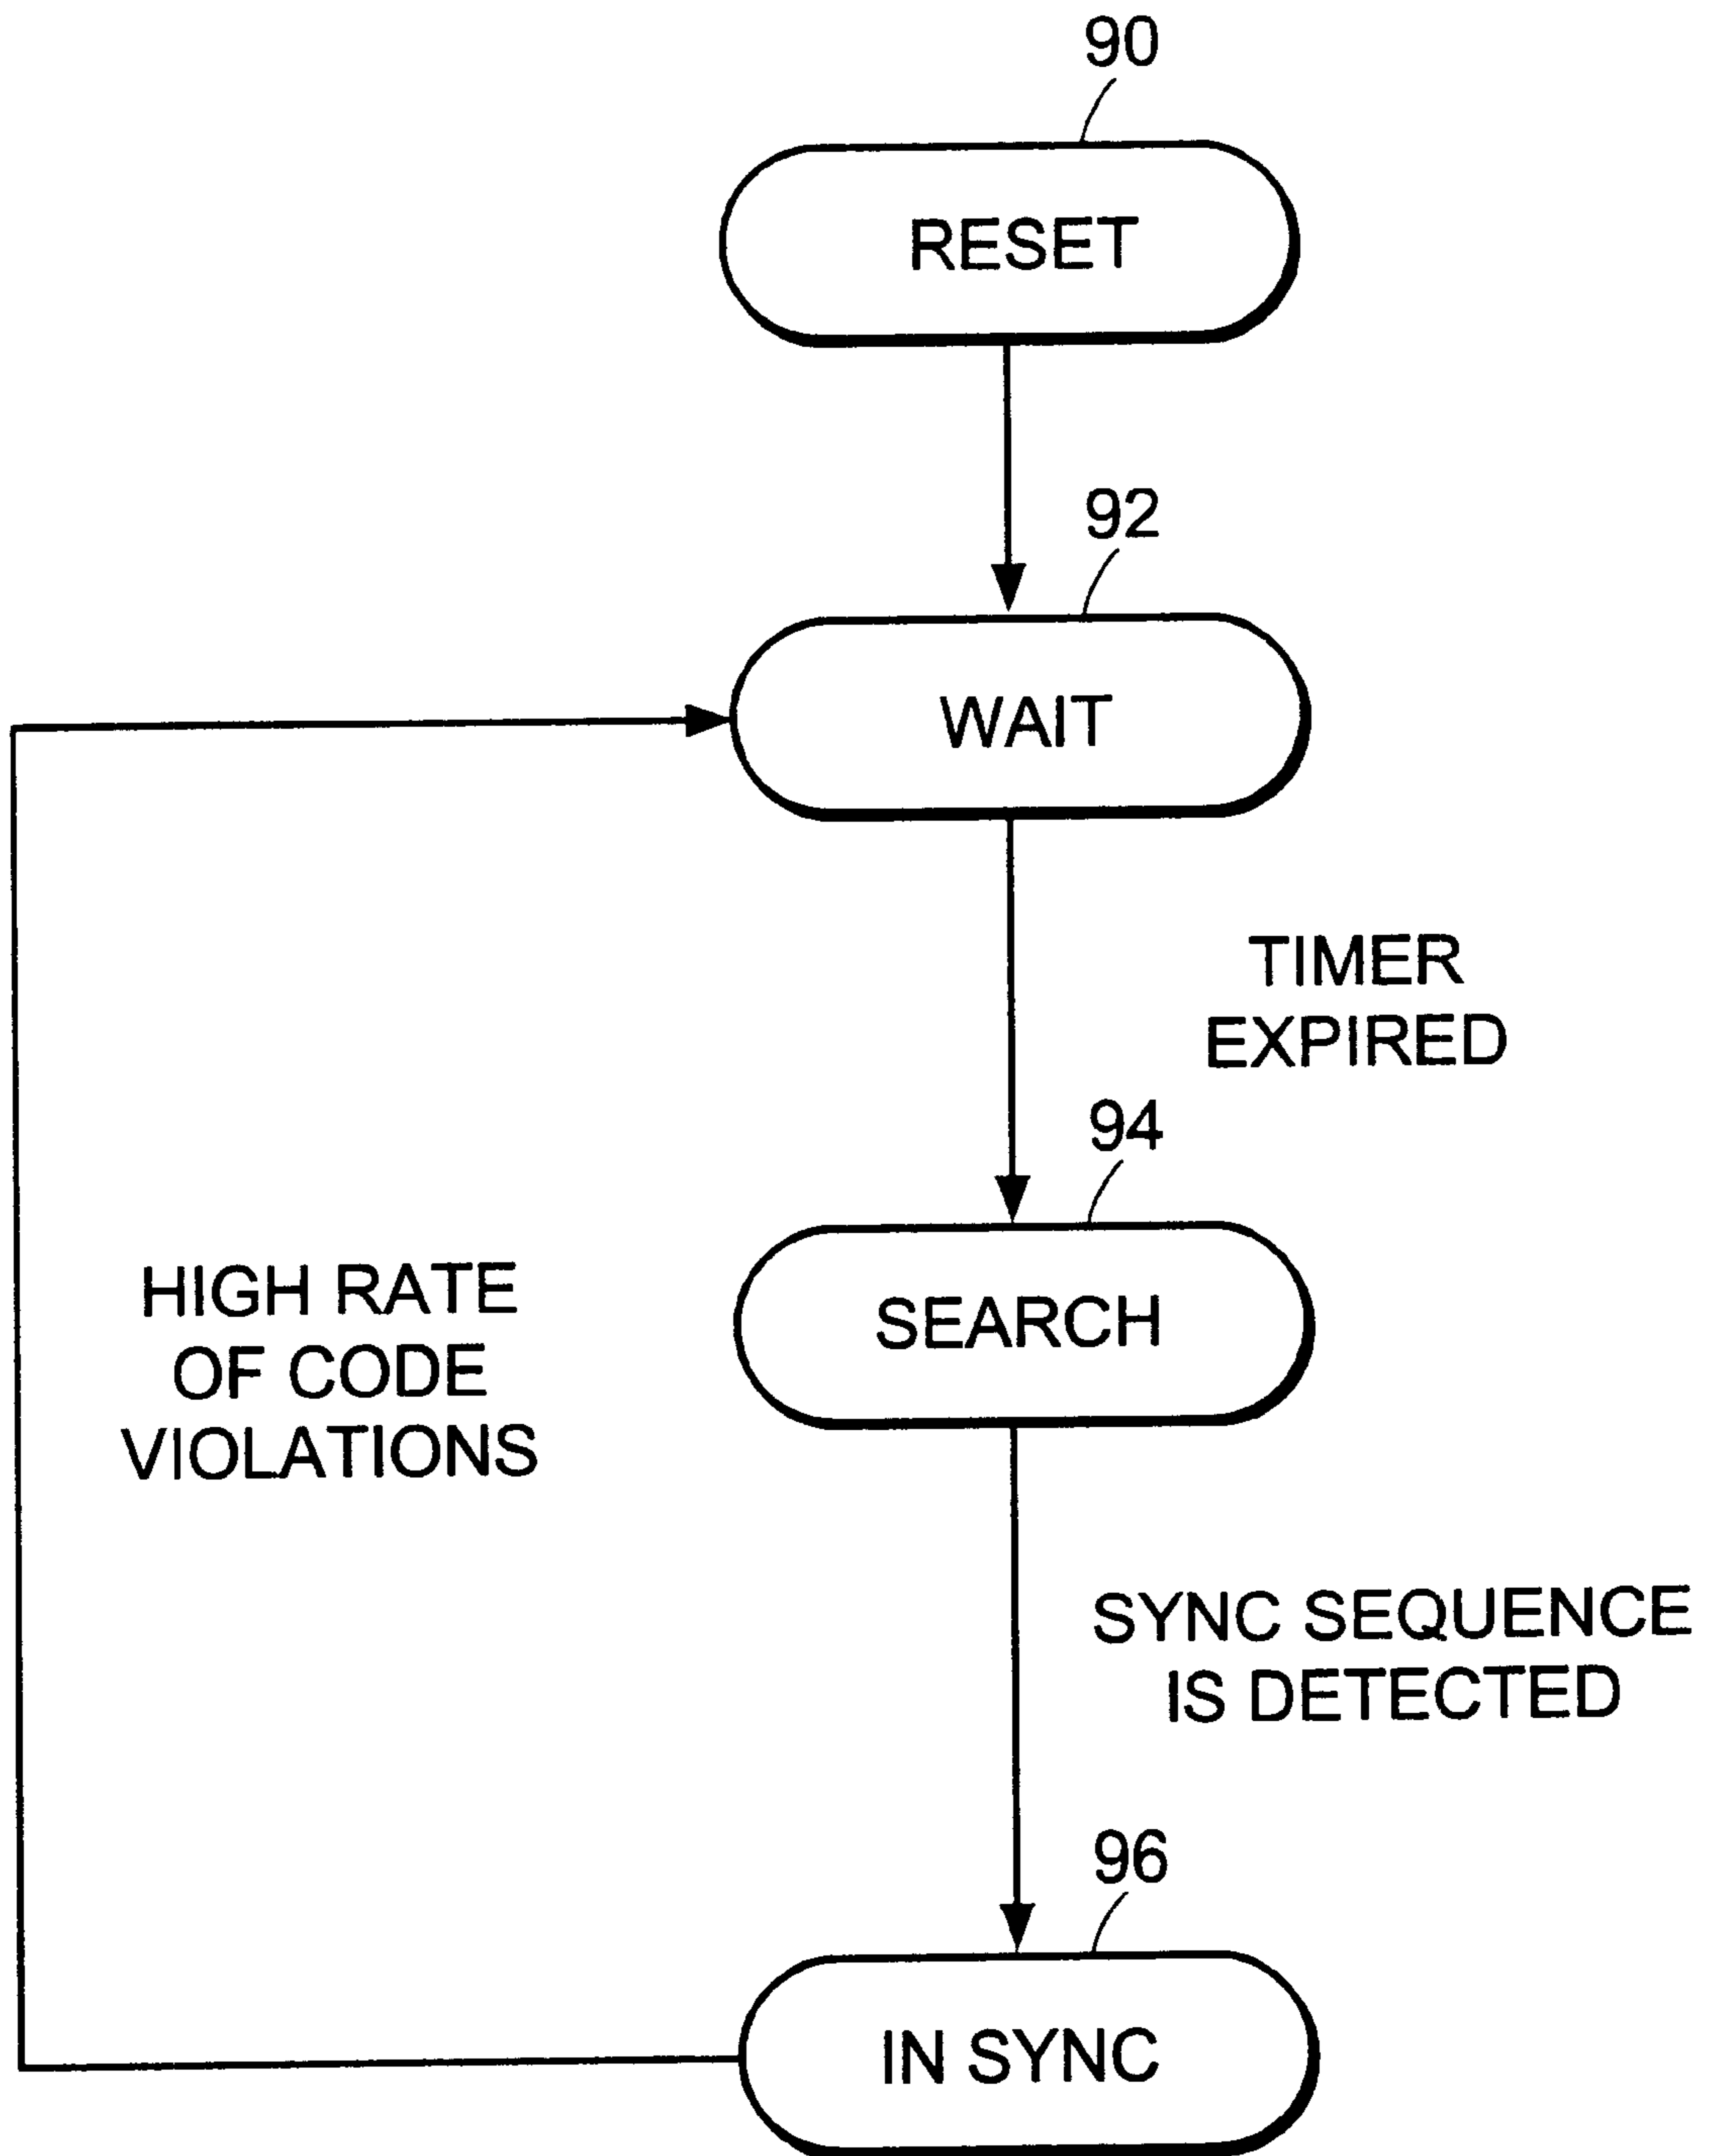 90
RESET
92
WAIT
TIMER
EXPIRED
94
HIGH RATE
OF CODE
VIOLATIONS
SEARCH
SYNC SEQUENCE
IS DETECTED
96
IN SYNC